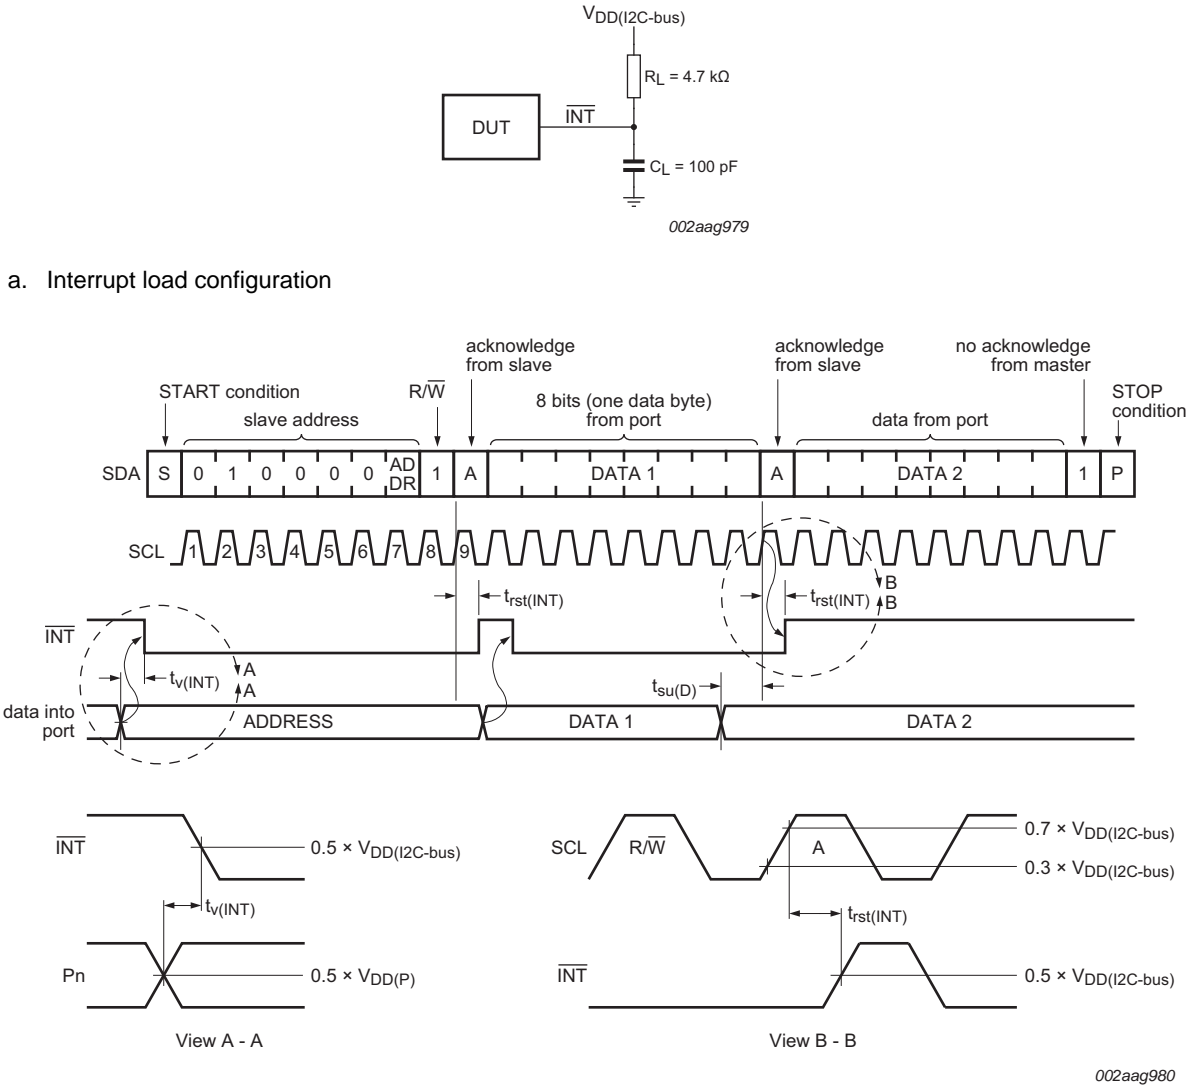 VDD(I2C-bus)
RL = 4.7 kΩ
DUT
INT
CL = 100 pF
002aag979
a. Interrupt load configuration
acknowledge
from slave
acknowledge
from slave
no acknowledge
from master
START condition
R/W
8 bits (one data byte)
from port
STOP
condition
slave address
data from port
SDA S 0 1 0 0 0 0 AD DR 1 A DATA 1 A DATA 2 1 P
SCL 1 2 3 4 5 6 7 8 9
B
B
trst(INT)
trst(INT)
INT
tv(INT)
A
A
tsu(D)
data into
port
ADDRESS
DATA 1
DATA 2
INT
0.5 × VDD(I2C-bus)
tv(INT)
Pn
0.5 × VDD(P)
View A - A
SCL
R/W
A
0.7 × VDD(I2C-bus)
0.3 × VDD(I2C-bus)
trst(INT)
INT
0.5 × VDD(I2C-bus)
View B - B
002aag980